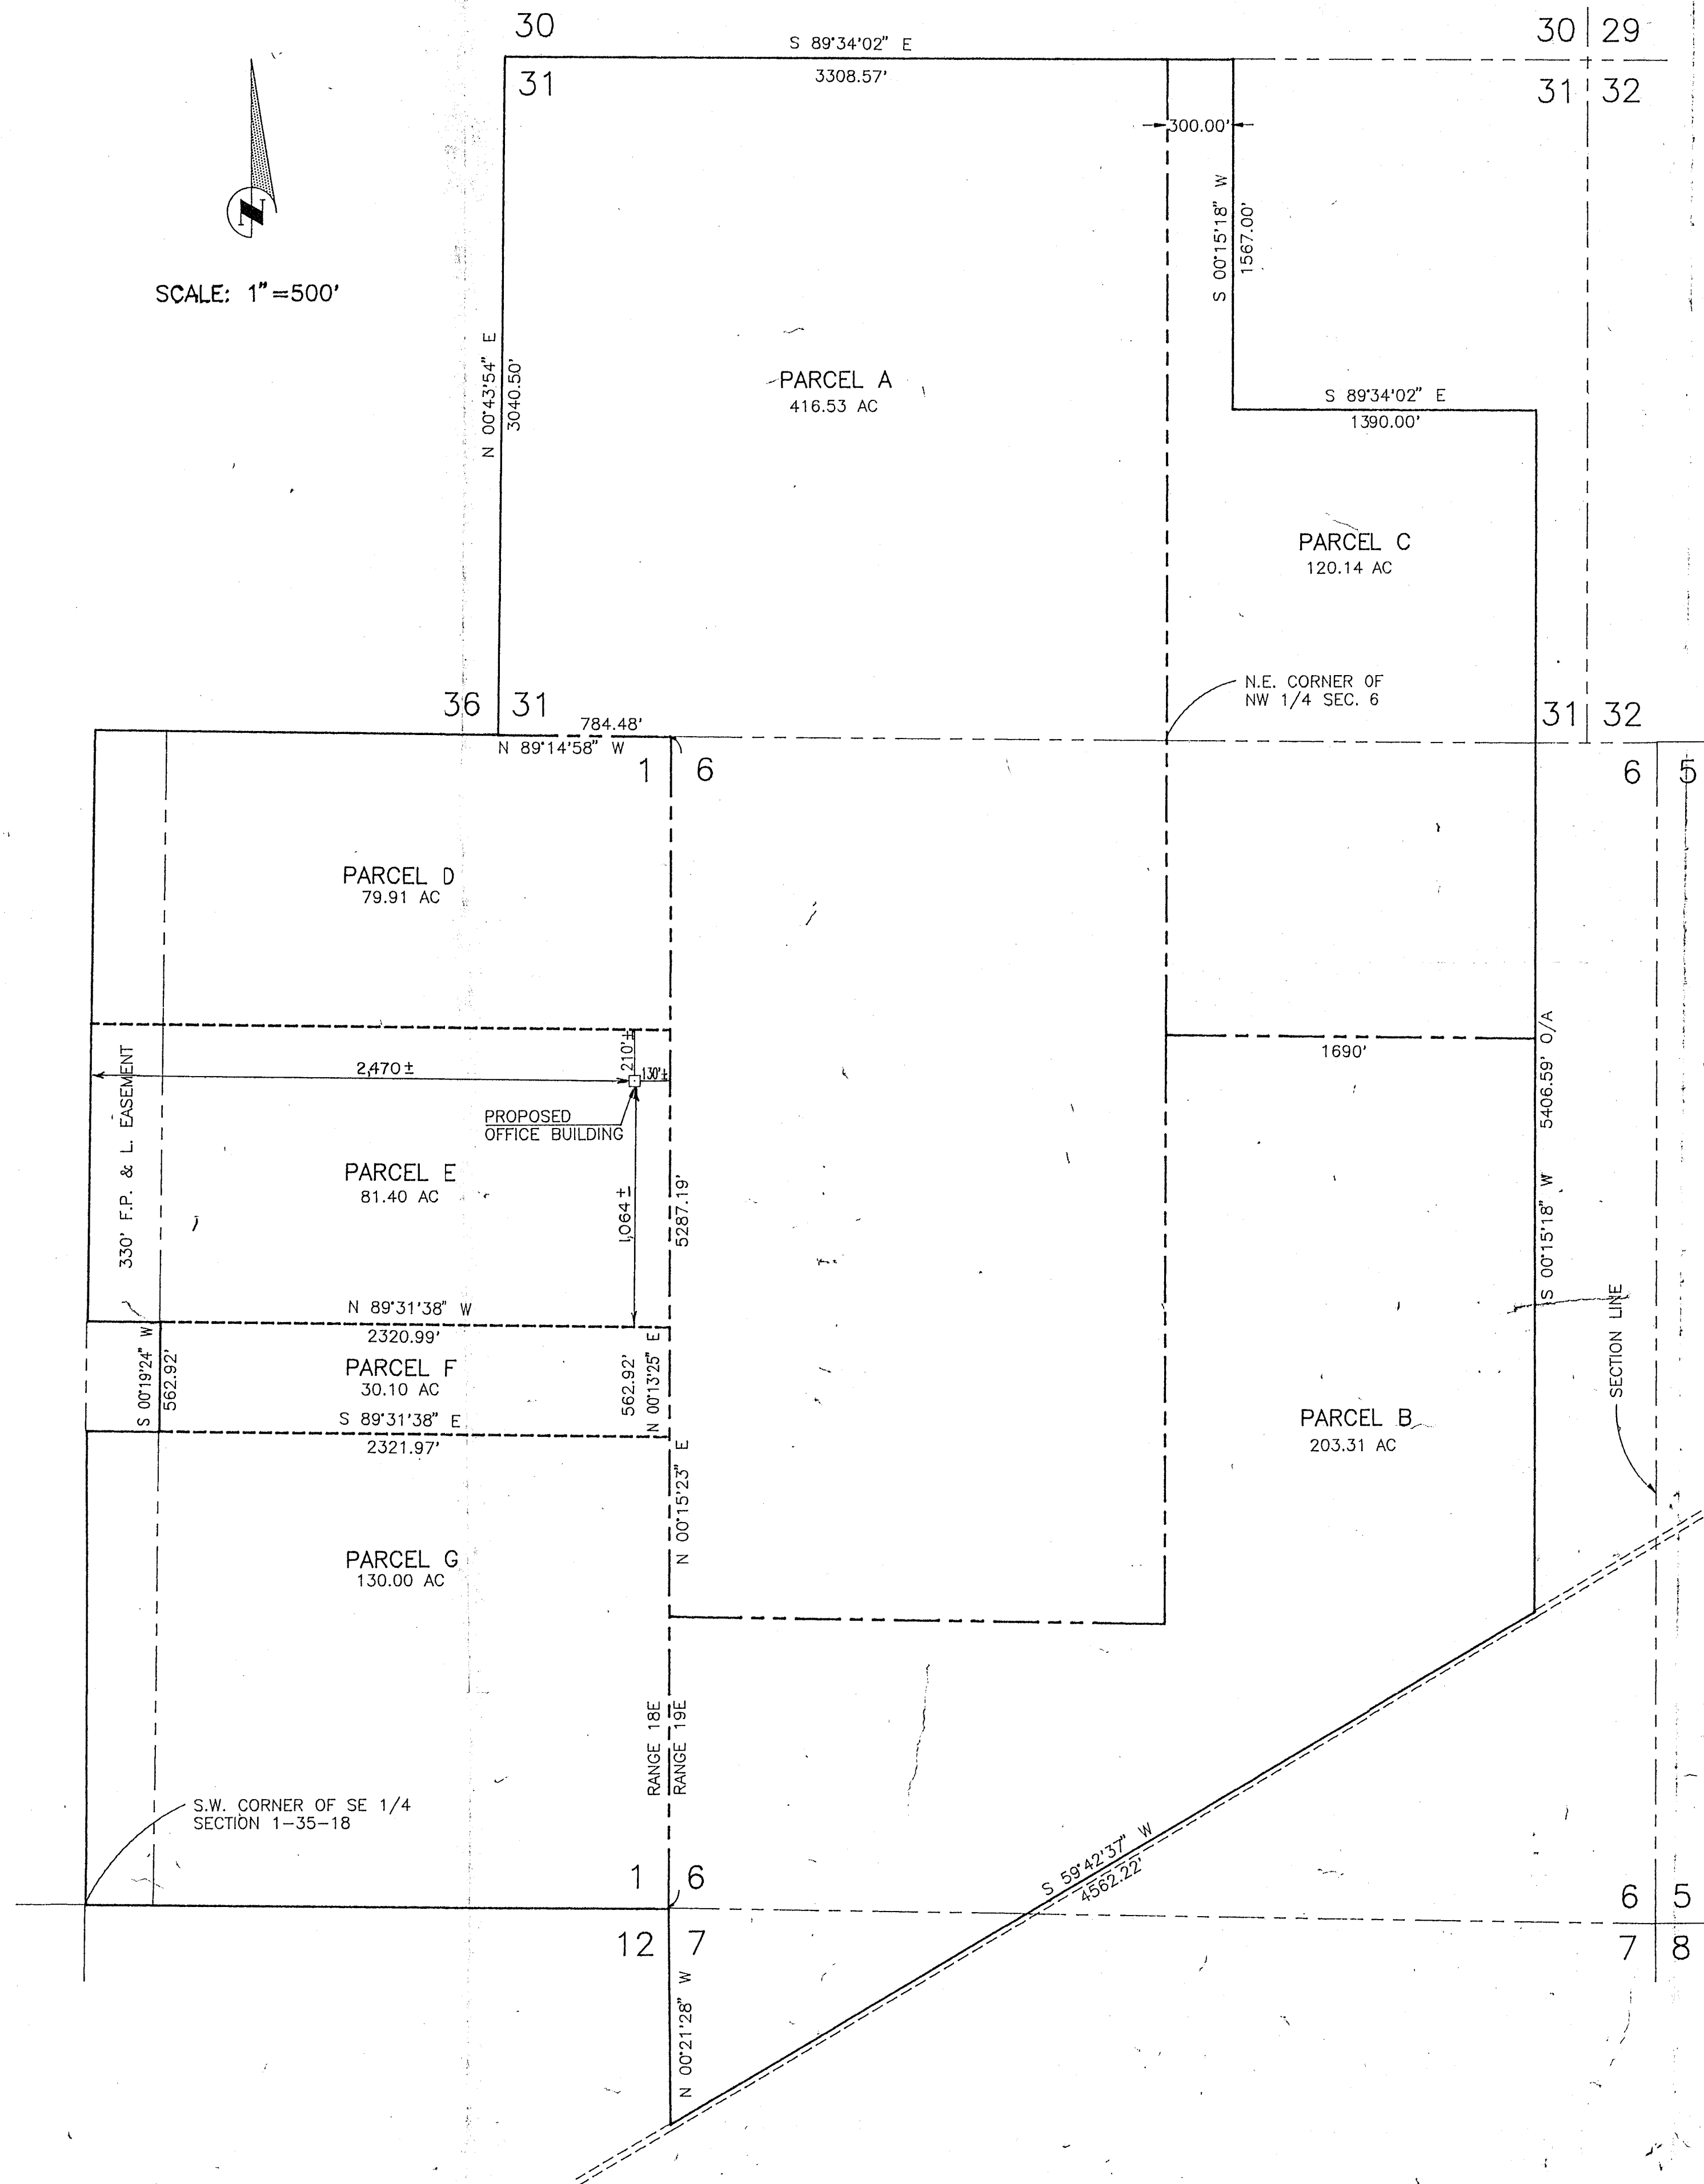 30
S 89°34'02" E
30 29
31
3308.57'
31 32
300.00'
N
SCALE: 1"=500'
S 00°15'18" W
1567.00'
N 00°43'54" E
3040.50'
PARCEL A
416.53 AC
S 89°34'02" E
1390.00'
PARCEL C
120.14 AC
N.E. CORNER OF
NW 1/4 SEC. 6
36 31
784.48'
N 89°14'58" W
31 32
1 6
6 5
PARCEL D
79.91 AC
330' F.P. & L. EASEMENT
2,470 ±
210'±
130'±
PROPOSED
OFFICE BUILDING
1690'
S 00°15'18" W 5406.59' O/A
PARCEL E
81.40 AC
1,064 ±
5287.19'
N 89°31'38" W
2320.99'
SECTION LINE
S 00°19'24" W
562.92'
PARCEL F
30.10 AC
562.92'
N 00°13'25" E
S 89°31'38" E
2321.97'
N 00°15'23" E
PARCEL B
203.31 AC
PARCEL G
130.00 AC
RANGE 18E
RANGE 19E
S.W. CORNER OF SE 1/4
SECTION 1-35-18
S 59°42'37" W
4562.22'
1 6
6 5
12 7
7 8
N 00°21'28" W